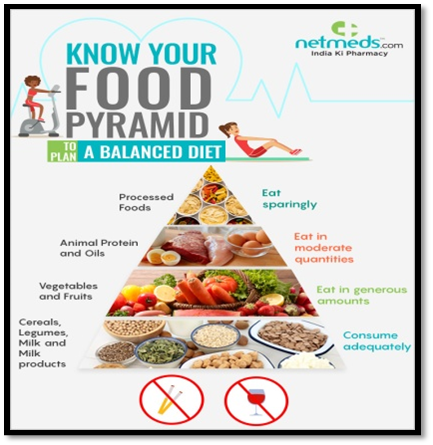 netmeds.com
India Ki Pharmacy
KNOW YOUR
FOOD
PYRAMID
TO PLAN A BALANCED DIET
Processed
Foods
Eat
sparingly
Animal Protein
and Oils
Eat in
moderate
quantities
Vegetables
and Fruits
Eat in generous
amounts
Cereals,
Legumes,
Milk and
Milk
products
Consume
adequately